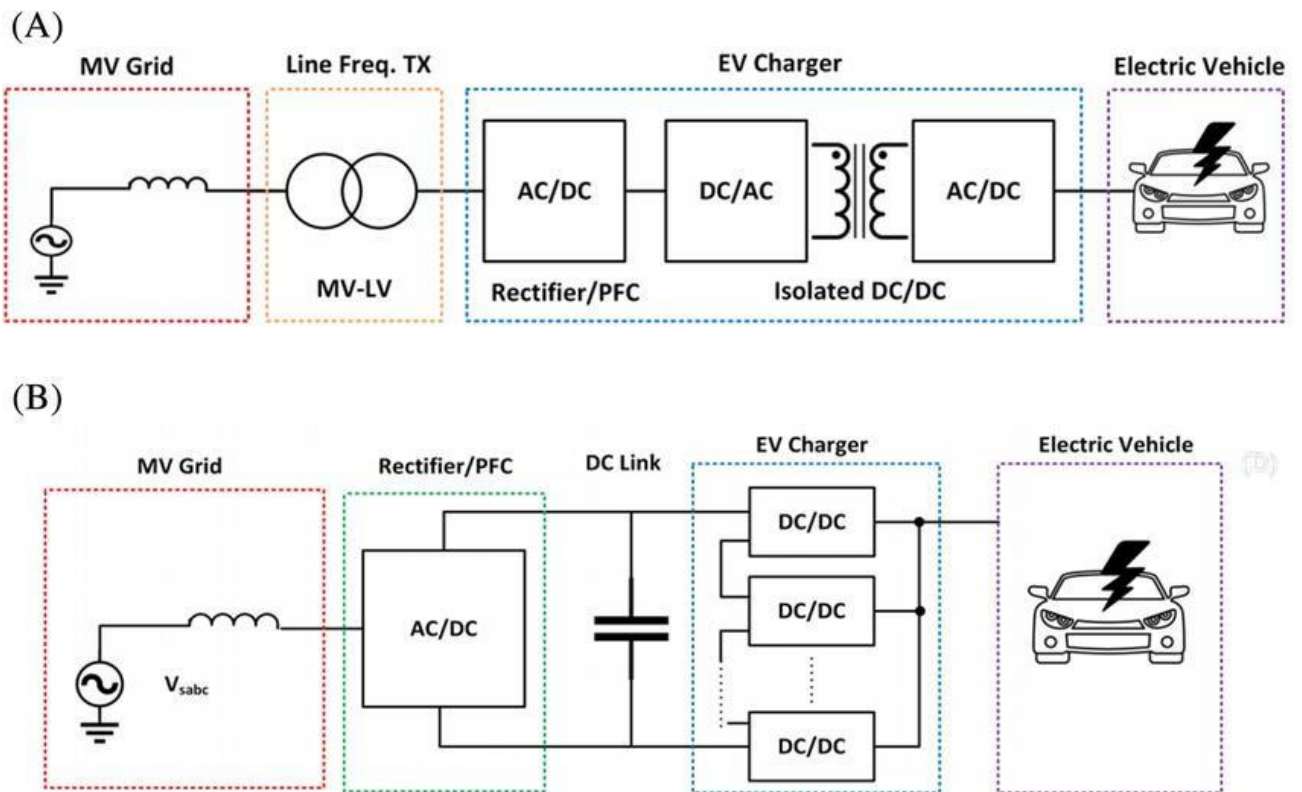 (A)
MV Grid
Line Freq. TX
EV Charger
Electric Vehicle
AC/DC
DC/AC
AC/DC
MV-LV
Rectifier/PFC
Isolated DC/DC
(B)
MV Grid
Rectifier/PFC
DC Link
EV Charger
Electric Vehicle
(D)
DC/DC
DC/DC
AC/DC
Vsabc
DC/DC